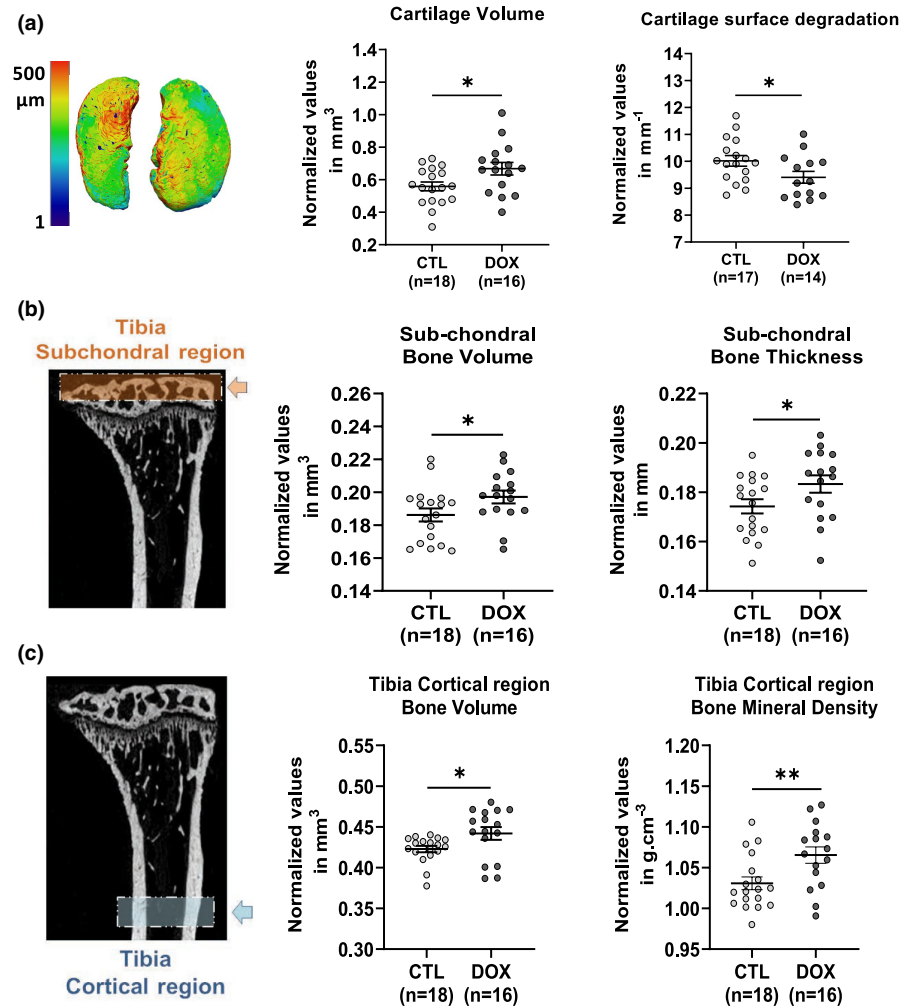 (a)
500
µm
1
Cartilage Volume
Normalized values
in mm³
1.4
1.2
1.0
0.8
0.6
0.4
0.2
*
CTL
(n=18)
DOX
(n=16)
Cartilage surface degradation
Normalized values
in mm⁻¹
14
13
12
11
10
9
8
7
*
CTL
(n=17)
DOX
(n=14)
(b)
Tibia
Subchondral region
Sub-chondral
Bone Volume
Normalized values
in mm³
0.26
0.24
0.22
0.20
0.18
0.16
0.14
*
CTL
(n=18)
DOX
(n=16)
Sub-chondral
Bone Thickness
Normalized values
in mm
0.22
0.20
0.18
0.16
0.14
*
CTL
(n=18)
DOX
(n=16)
(c)
Tibia
Cortical region
Tibia Cortical region
Bone Volume
Normalized values
in mm³
0.55
0.50
0.45
0.40
0.35
0.30
*
CTL
(n=18)
DOX
(n=16)
Tibia Cortical region
Bone Mineral Density
Normalized values
in g.cm⁻³
1.20
1.15
1.10
1.05
1.00
0.95
**
CTL
(n=18)
DOX
(n=16)